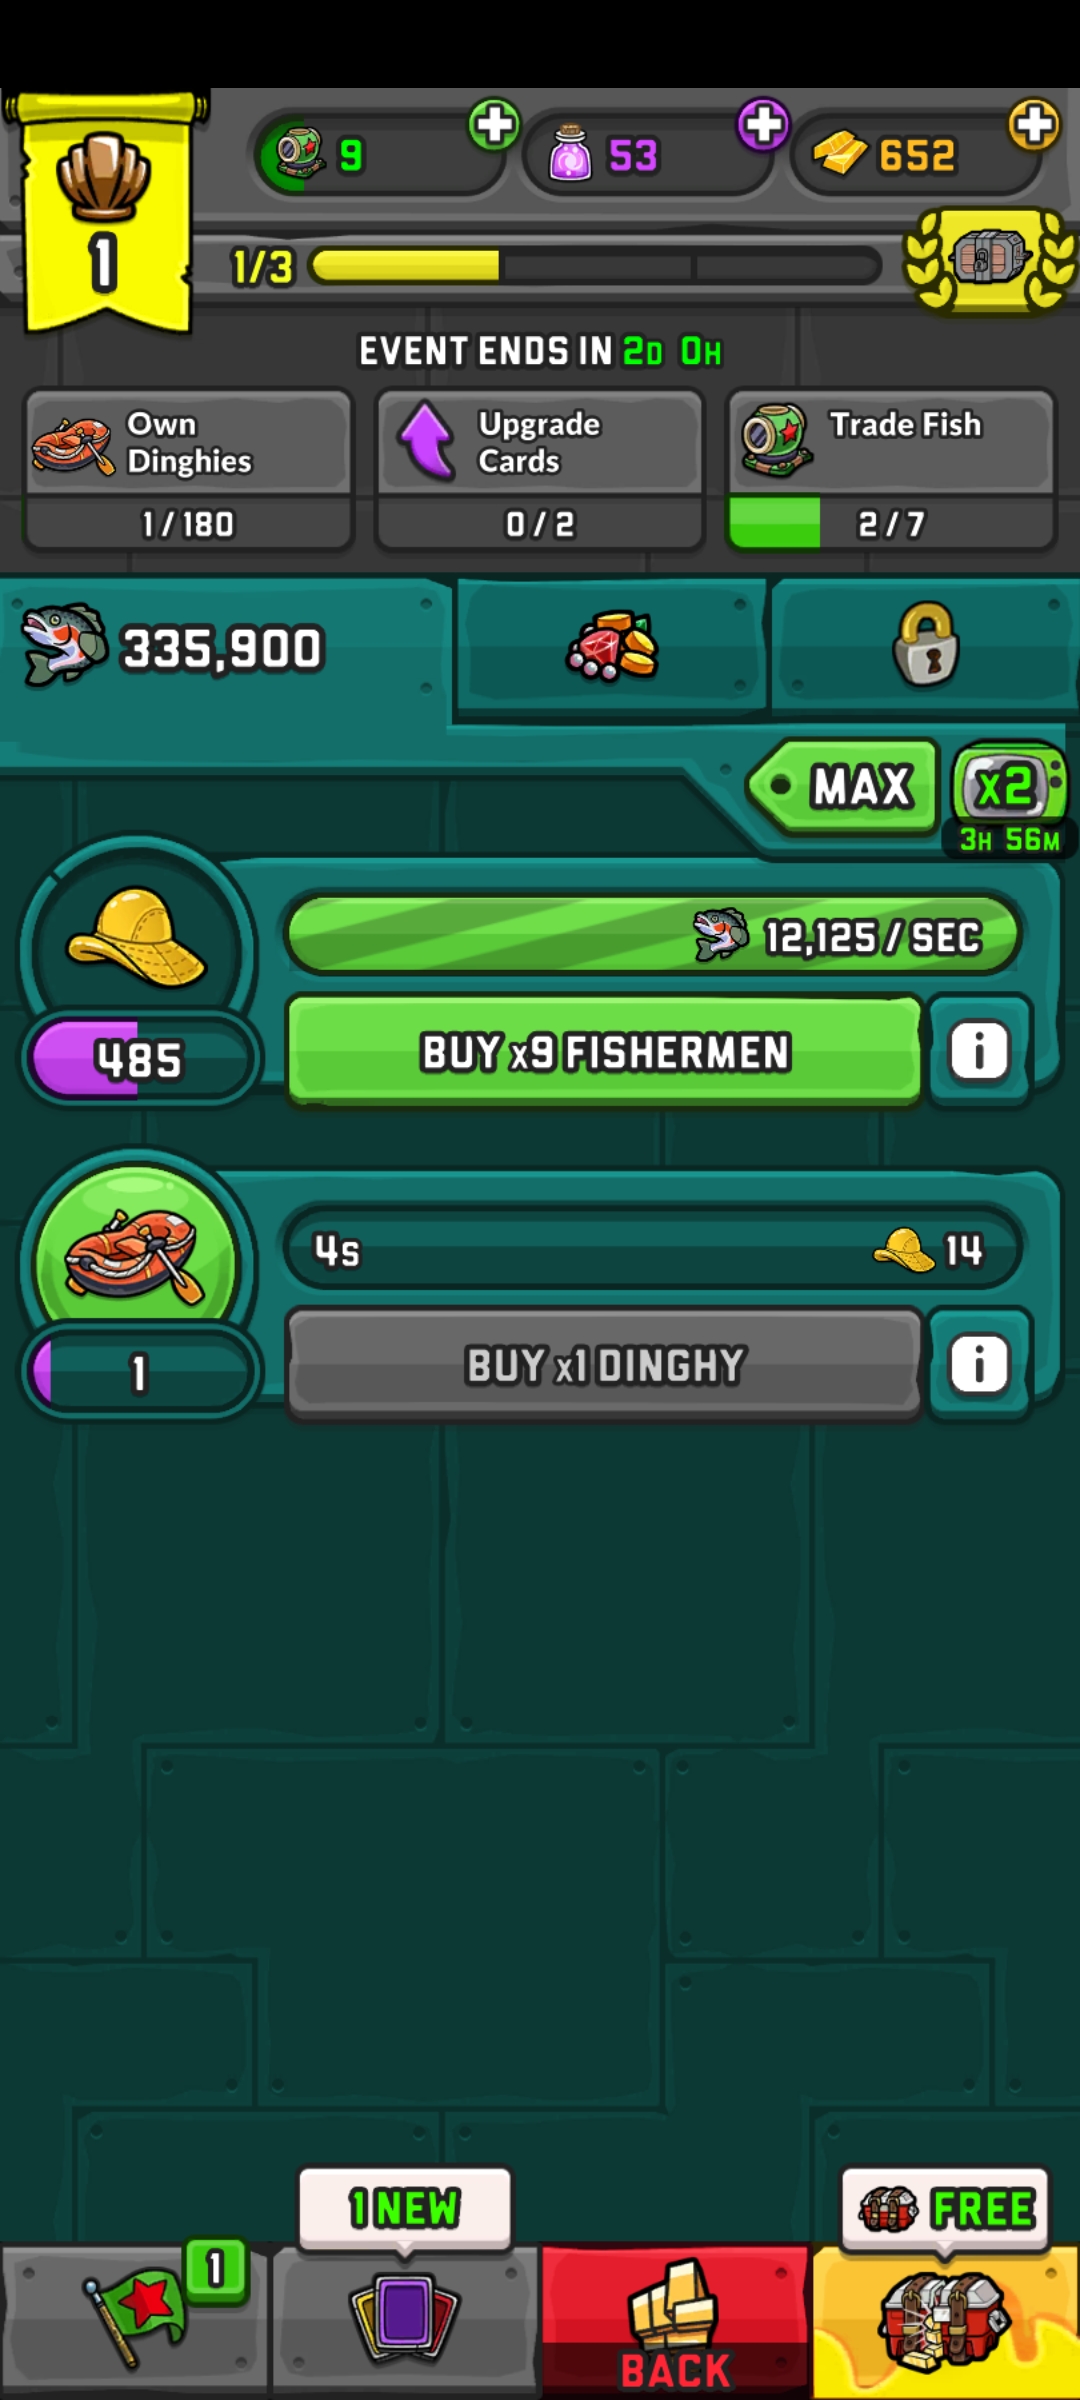 9
53
652
1
1/3
EVENT ENDS IN 2D 0H
Own
Dinghies
1/180
Upgrade
Cards
0/2
Trade Fish
2/7
335,900
MAX
x2
3H 56M
12,125/SEC
485
BUY x9 FISHERMEN
i
4s
14
1
BUY x1 DINGHY
i
1 NEW
FREE
1
BACK